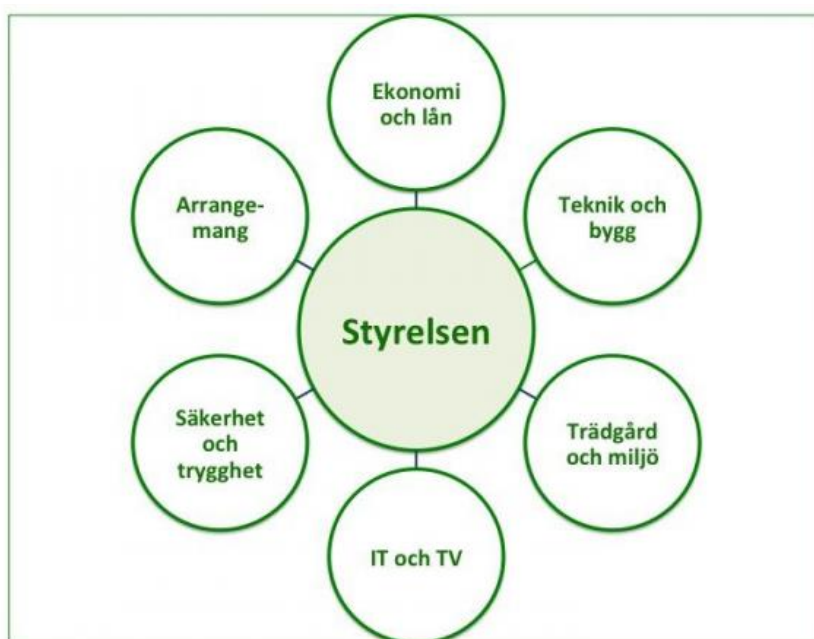 Ekonomi
och lån
Arrange-
mang
Teknik och
bygg
Styrelsen
Säkerhet
och
trygghet
Trädgård
och miljö
IT och TV